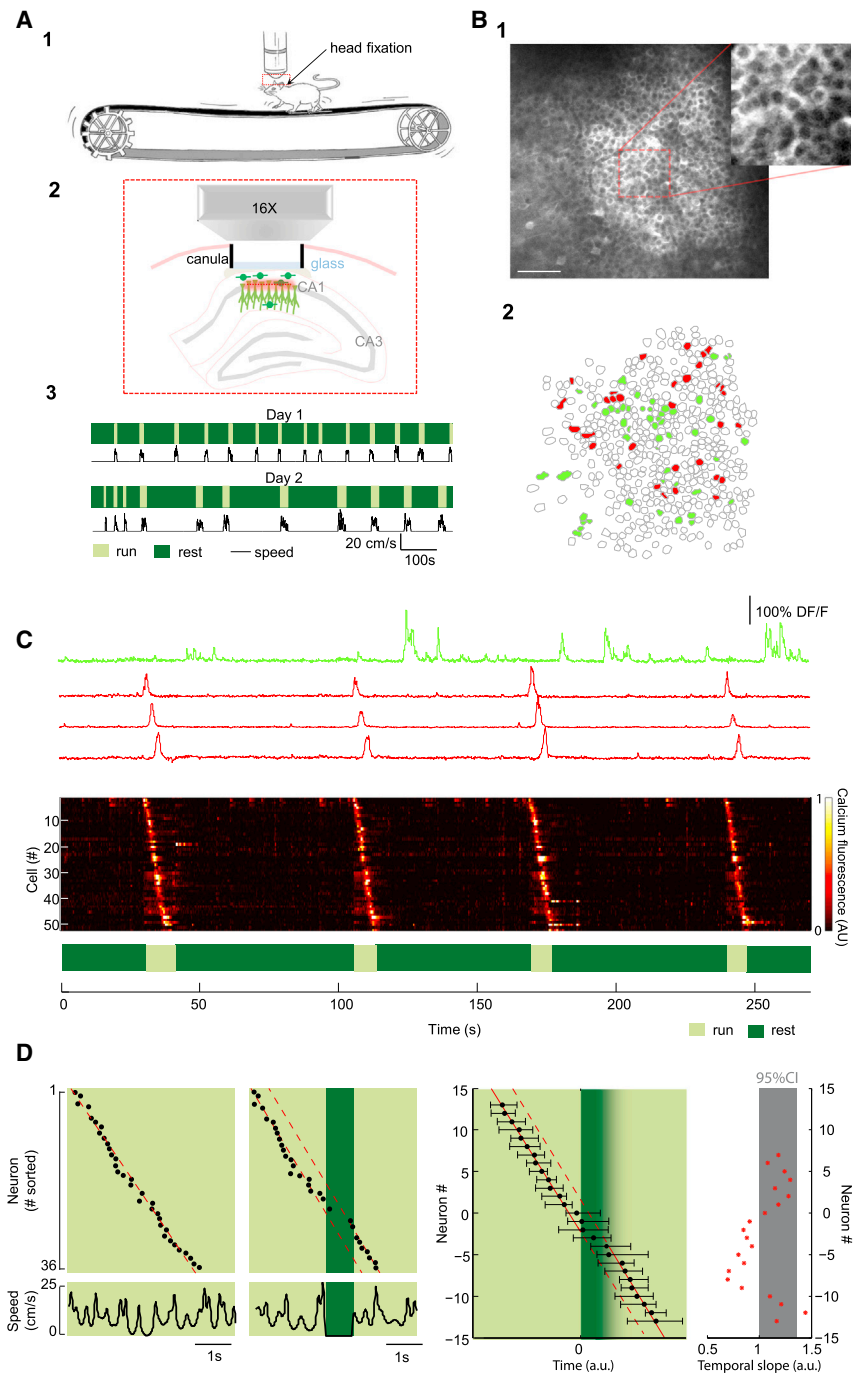 A
1
head fixation
2
16X
canula
glass
CA1
CA3
3
Day 1
Day 2
20 cm/s
100s
run
rest
speed
B
1
2
C
100% DF/F
10
20
30
40
50
Cell (#)
1
0
Calcium fluorescence (AU)
0
50
100
150
200
250
Time (s)
run
rest
D
1
36
Neuron
(# sorted)
25
0
Speed
(cm/s)
1s
1s
15
10
5
0
−5
−10
−15
Neuron #
0
Time (a.u.)
95%CI
15
10
5
0
−5
−10
−15
Neuron #
0.5
1
1.5
Temporal slope (a.u.)